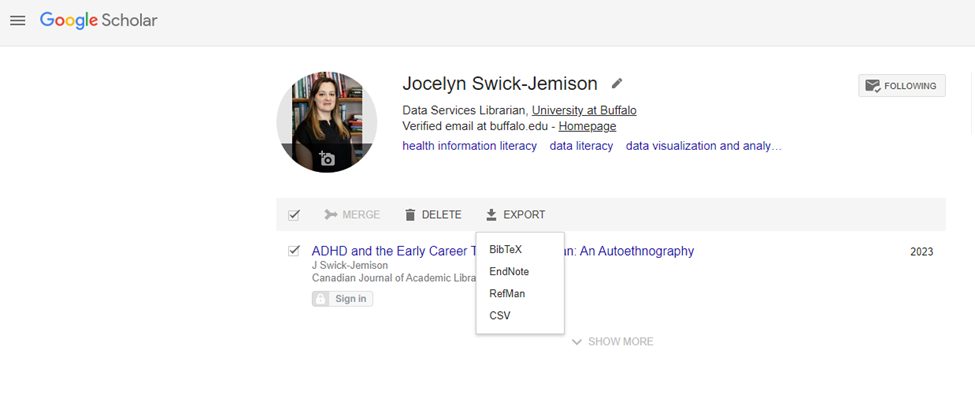 Google Scholar
Jocelyn Swick-Jemison
FOLLOWING
Data Services Librarian, University at Buffalo
Verified email at buffalo.edu - Homepage
health information literacy data literacy data visualization and analy…
MERGE DELETE EXPORT
ADHD and the Early Career T n: An Autoethnography 2023
J Swick-Jemison
Canadian Journal of Academic Libra
Sign in
BibTeX
EndNote
RefMan
CSV
SHOW MORE